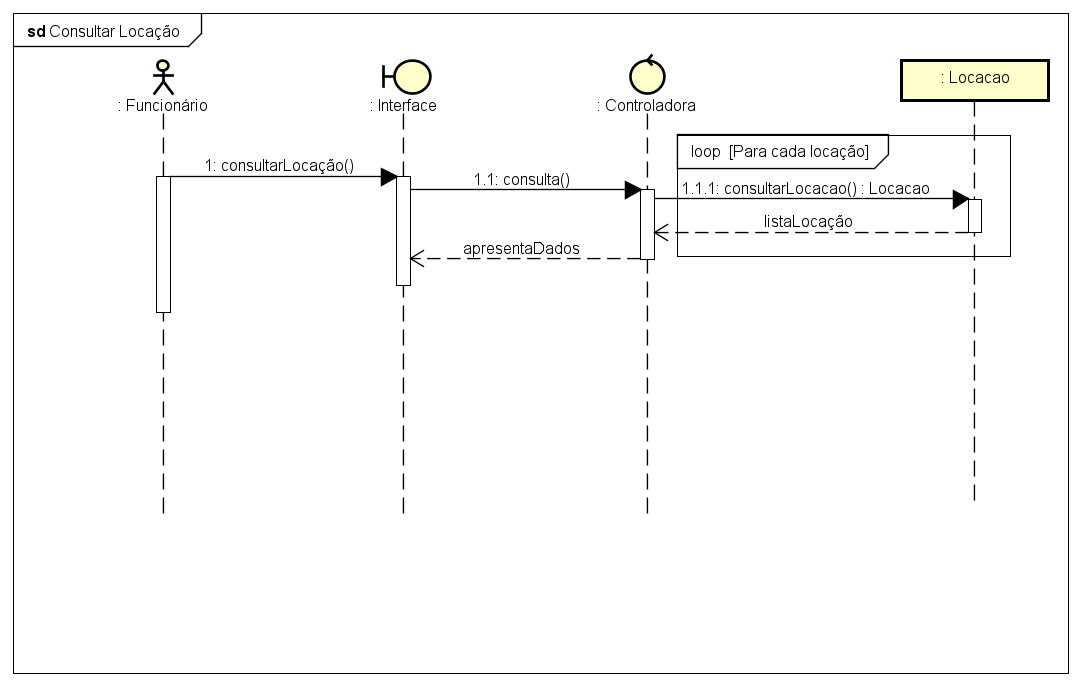 sd Consultar Locação
: Funcionário
: Interface
: Controladora
: Locacao
loop [Para cada locação]
1: consultarLocação()
1.1: consulta()
1.1.1: consultarLocacao() : Locacao
listaLocação
apresentaDados